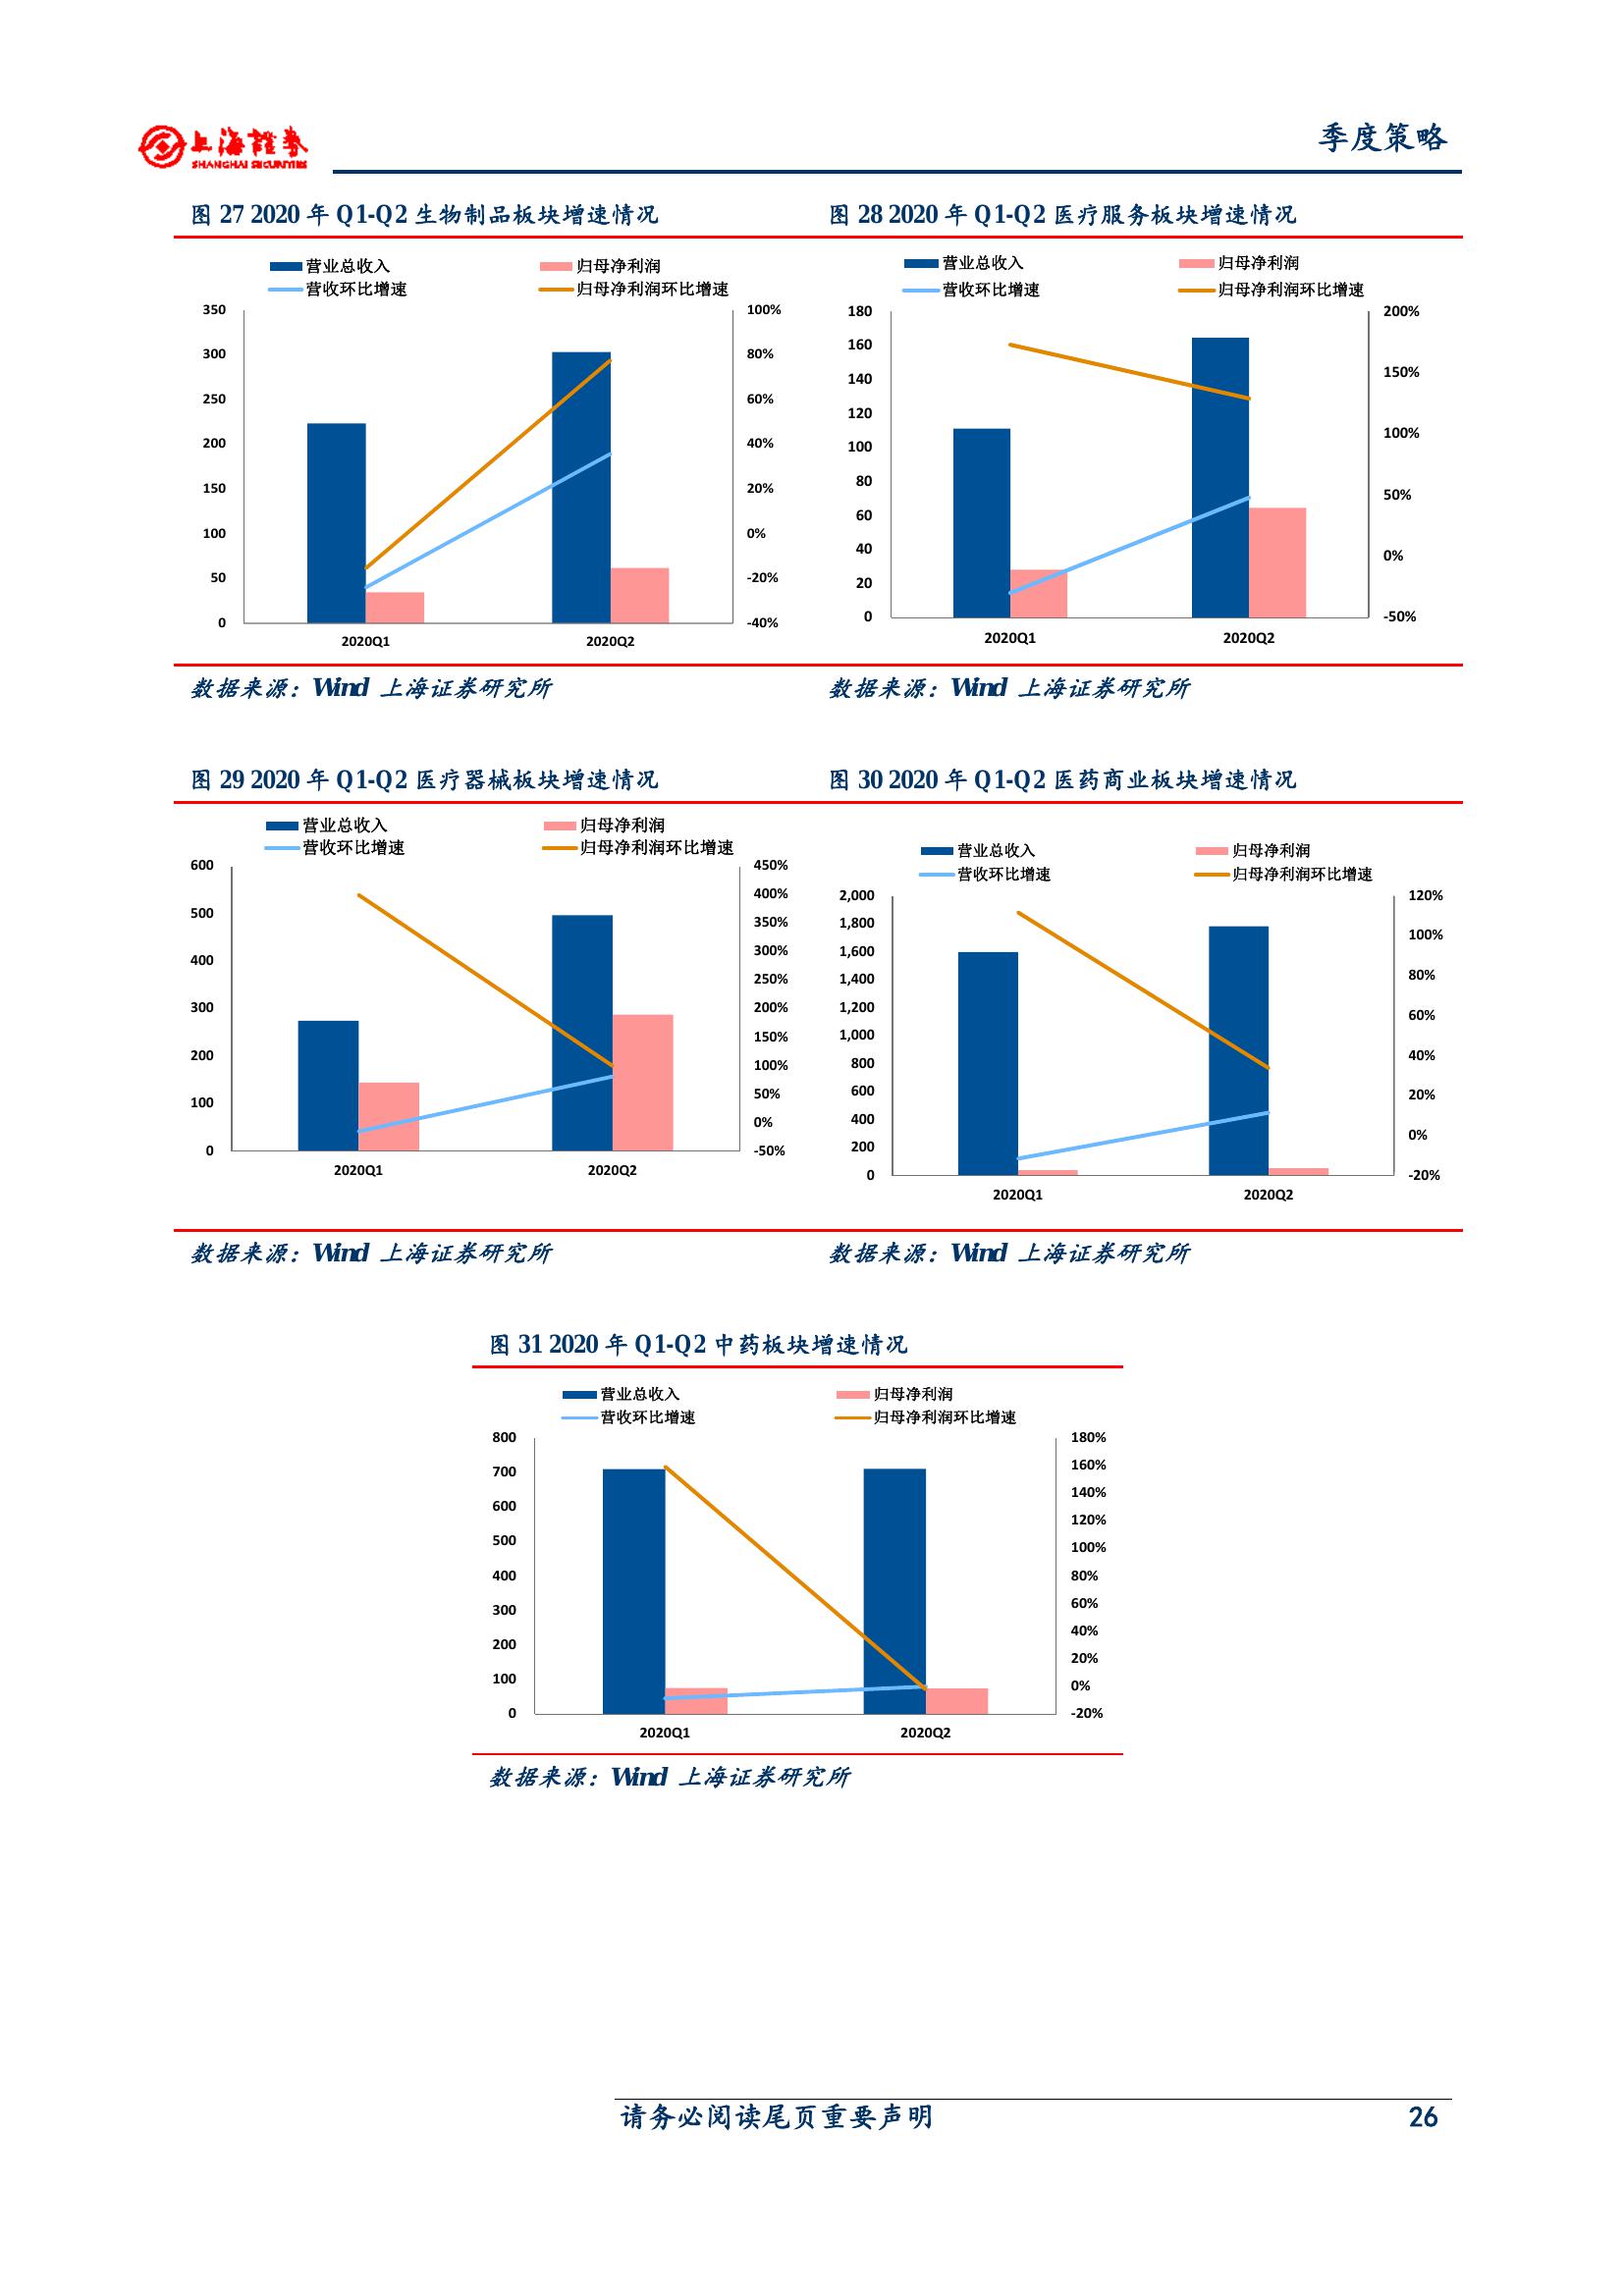 上海證券
SHANGHAI SECURITIES
季度策略
图 27 2020 年 Q1-Q2 生物制品板块增速情况
营业总收入 归母净利润
营收环比增速 归母净利润环比增速
350 100%
300 80%
250 60%
200 40%
150 20%
100 0%
50 -20%
0 -40%
2020Q1 2020Q2
数据来源：Wind 上海证券研究所
图 28 2020 年 Q1-Q2 医疗服务板块增速情况
营业总收入 归母净利润
营收环比增速 归母净利润环比增速
180 200%
160
140 150%
120
100 100%
80
60 50%
40 0%
20
0 -50%
2020Q1 2020Q2
数据来源：Wind 上海证券研究所
图 29 2020 年 Q1-Q2 医疗器械板块增速情况
营业总收入 归母净利润
营收环比增速 归母净利润环比增速
600 450%
400%
500 350%
400 300%
250%
300 200%
150%
200 100%
100 50%
0%
0 -50%
2020Q1 2020Q2
数据来源：Wind 上海证券研究所
图 30 2020 年 Q1-Q2 医药商业板块增速情况
营业总收入 归母净利润
营收环比增速 归母净利润环比增速
2,000 120%
1,800
1,600 100%
1,400 80%
1,200 60%
1,000
800 40%
600 20%
400
200 0%
0 -20%
2020Q1 2020Q2
数据来源：Wind 上海证券研究所
图 31 2020 年 Q1-Q2 中药板块增速情况
营业总收入 归母净利润
营收环比增速 归母净利润环比增速
800 180%
700 160%
140%
600 120%
500 100%
400 80%
300 60%
40%
200 20%
100 0%
0 -20%
2020Q1 2020Q2
数据来源：Wind 上海证券研究所
请务必阅读尾页重要声明 26